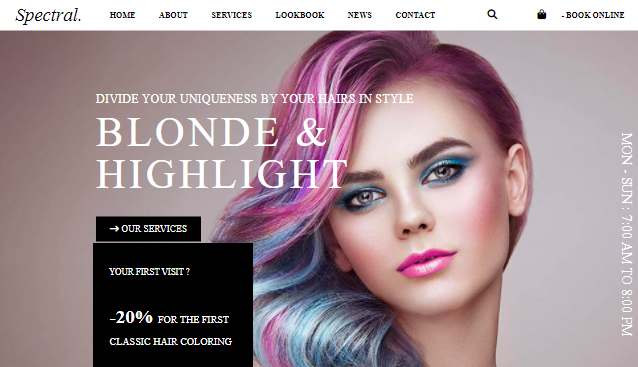 Spectral. HOME ABOUT SERVICES LOOKBOOK NEWS CONTACT - BOOK ONLINE
DIVIDE YOUR UNIQUENESS BY YOUR HAIRS IN STYLE
BLONDE &
HIGHLIGHT
→ OUR SERVICES
YOUR FIRST VISIT ?
-20% FOR THE FIRST
CLASSIC HAIR COLORING
MON - SUN : 7:00 AM TO 8:00 PM